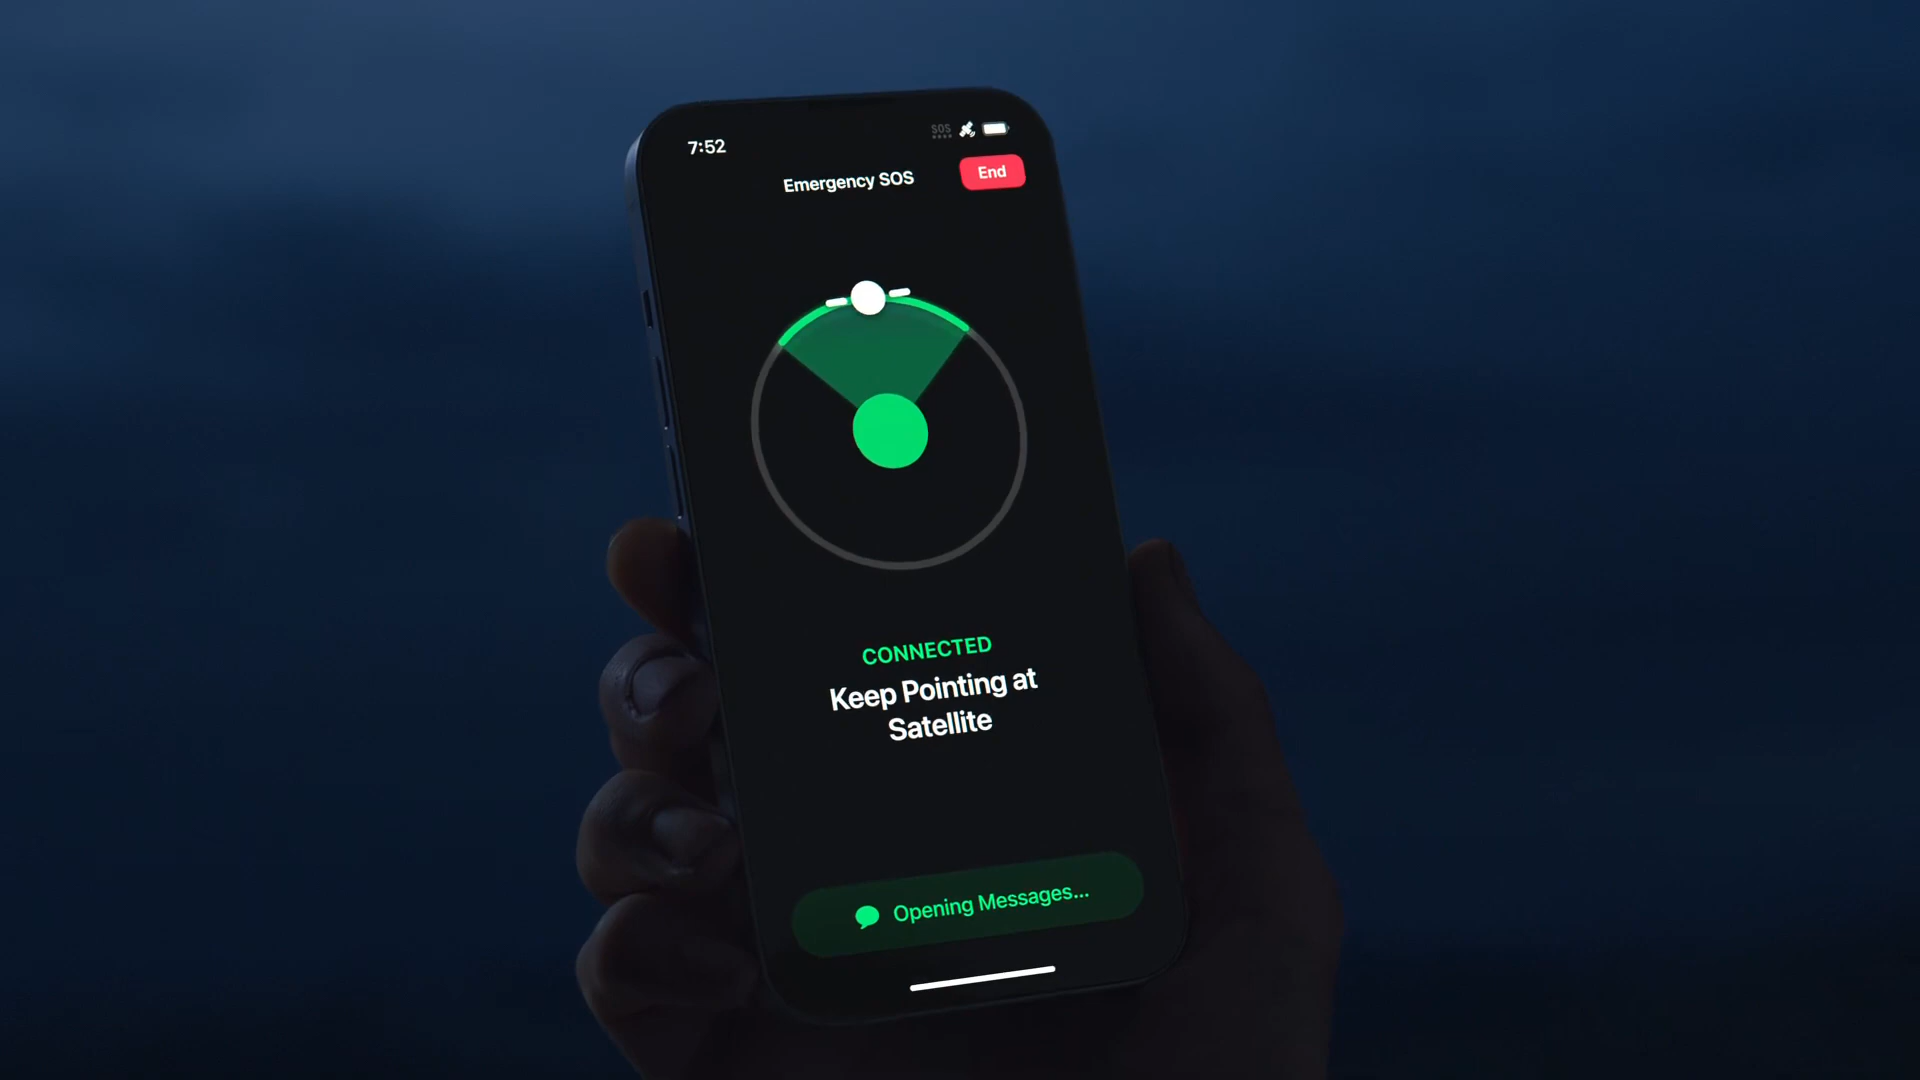 7:52
SOS
Emergency SOS
End
CONNECTED
Keep Pointing at
Satellite
Opening Messages...